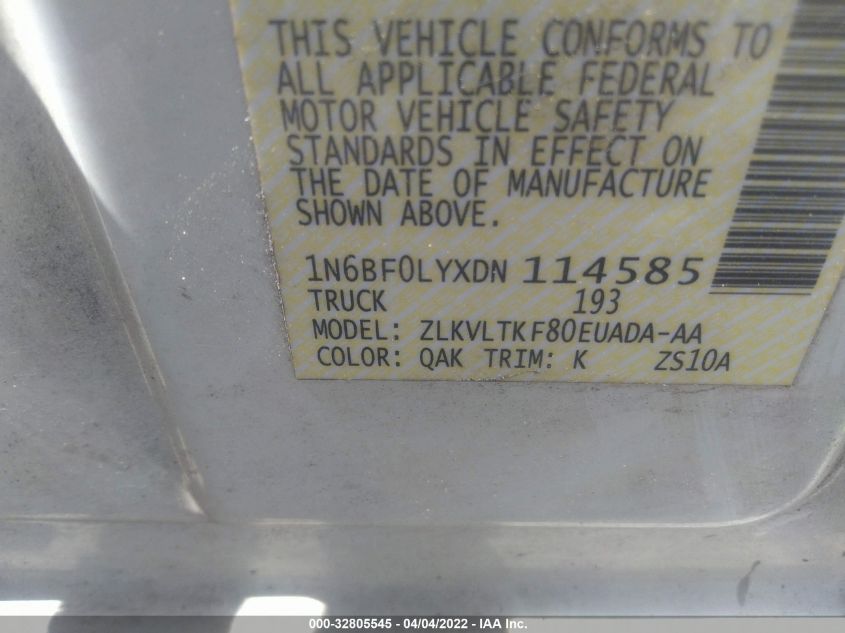 THIS VEHICLE CONFORMS TO
ALL APPLICABLE FEDERAL
MOTOR VEHICLE SAFETY
STANDARDS IN EFFECT ON
THE DATE OF MANUFACTURE
SHOWN ABOVE.
1N6BF0LYXDN 114585
TRUCK 193
MODEL: ZLKVLTKF80EUADA-AA
COLOR: QAK TRIM: K ZS10A
000-32805545 - 04/04/2022 - IAA Inc.